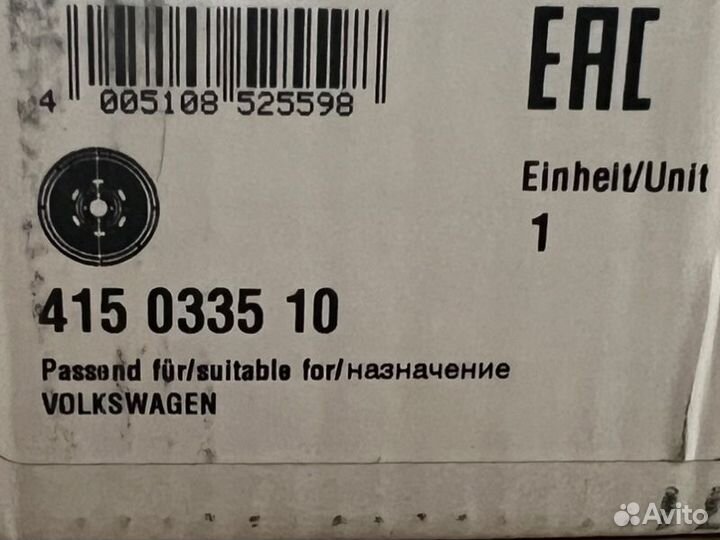 EAC
4 005108 525598
Einheit/Unit
1
415 0335 10
Passend für/suitable for/назначение
VOLKSWAGEN
Avito